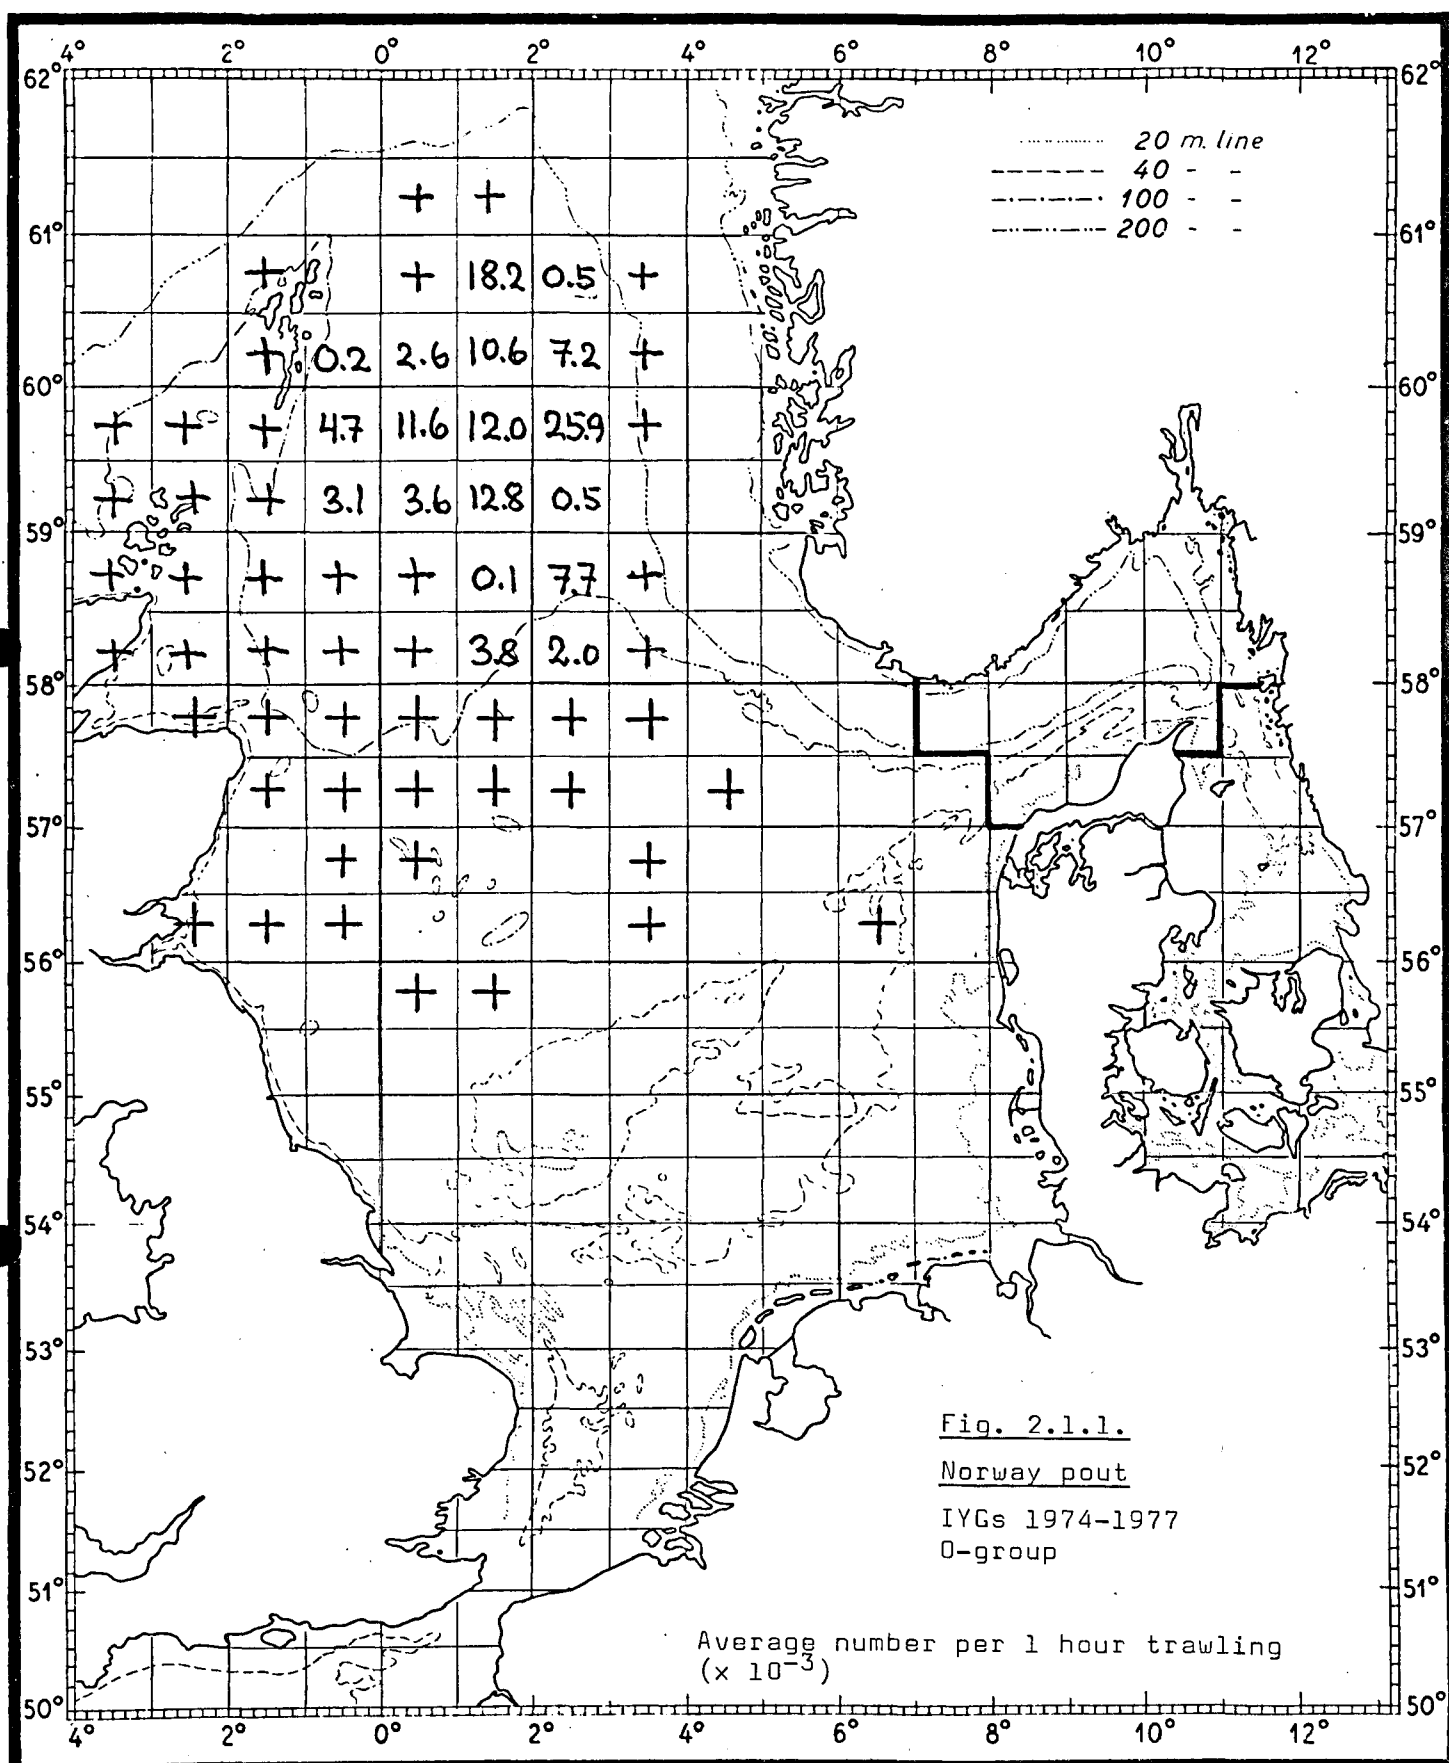 4° 2° 0° 2° 4° 6° 8° 10° 12°
62° 62°
20 m. line
40 - -
100 - -
200 - -
+ +
61° 61°
+ + 18.2 0.5 +
+ 0.2 2.6 10.6 7.2 +
60° 60°
+ + + 4.7 11.6 12.0 25.9 +
+ + + 3.1 3.6 12.8 0.5
59° 59°
+ + + + + 0.1 7.7 +
+ + + + + 3.8 2.0 +
58° 58°
+ + + + + + +
+ + + + + +
57° 57°
+ + +
+ + + + +
56° 56°
+ +
55° 55°
54° 54°
53° 53°
Fig. 2.1.1.
52° 52°
Norway pout
IYGs 1974-1977
O-group
51° 51°
Average number per 1 hour trawling
(x 10⁻³)
50° 50°
4° 2° 0° 2° 4° 6° 8° 10° 12°